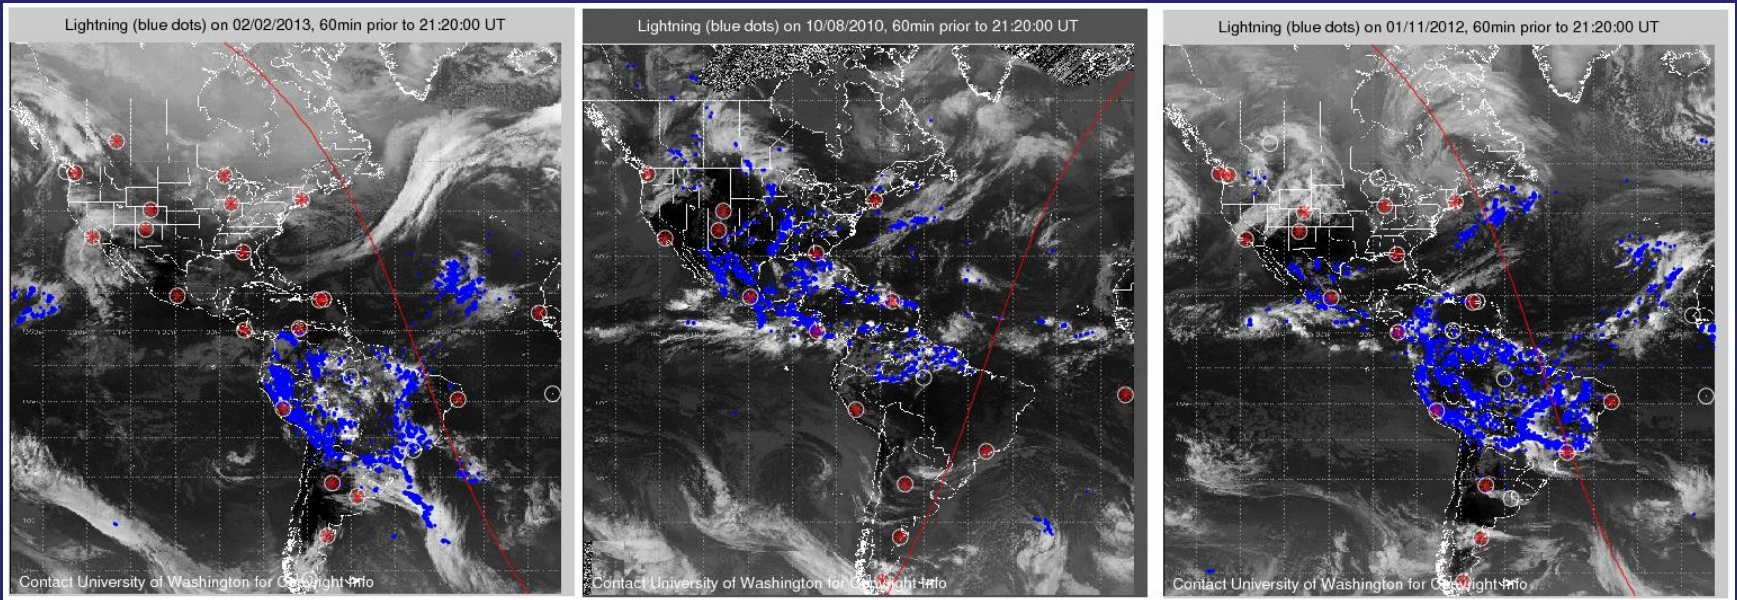 Lightning (blue dots) on 02/02/2013, 60min prior to 21:20:00 UT
Contact University of Washington for Copyright Info
Lightning (blue dots) on 10/08/2010, 60min prior to 21:20:00 UT
Contact University of Washington for Copyright Info
Lightning (blue dots) on 01/11/2012, 60min prior to 21:20:00 UT
Contact University of Washington for Copyright Info